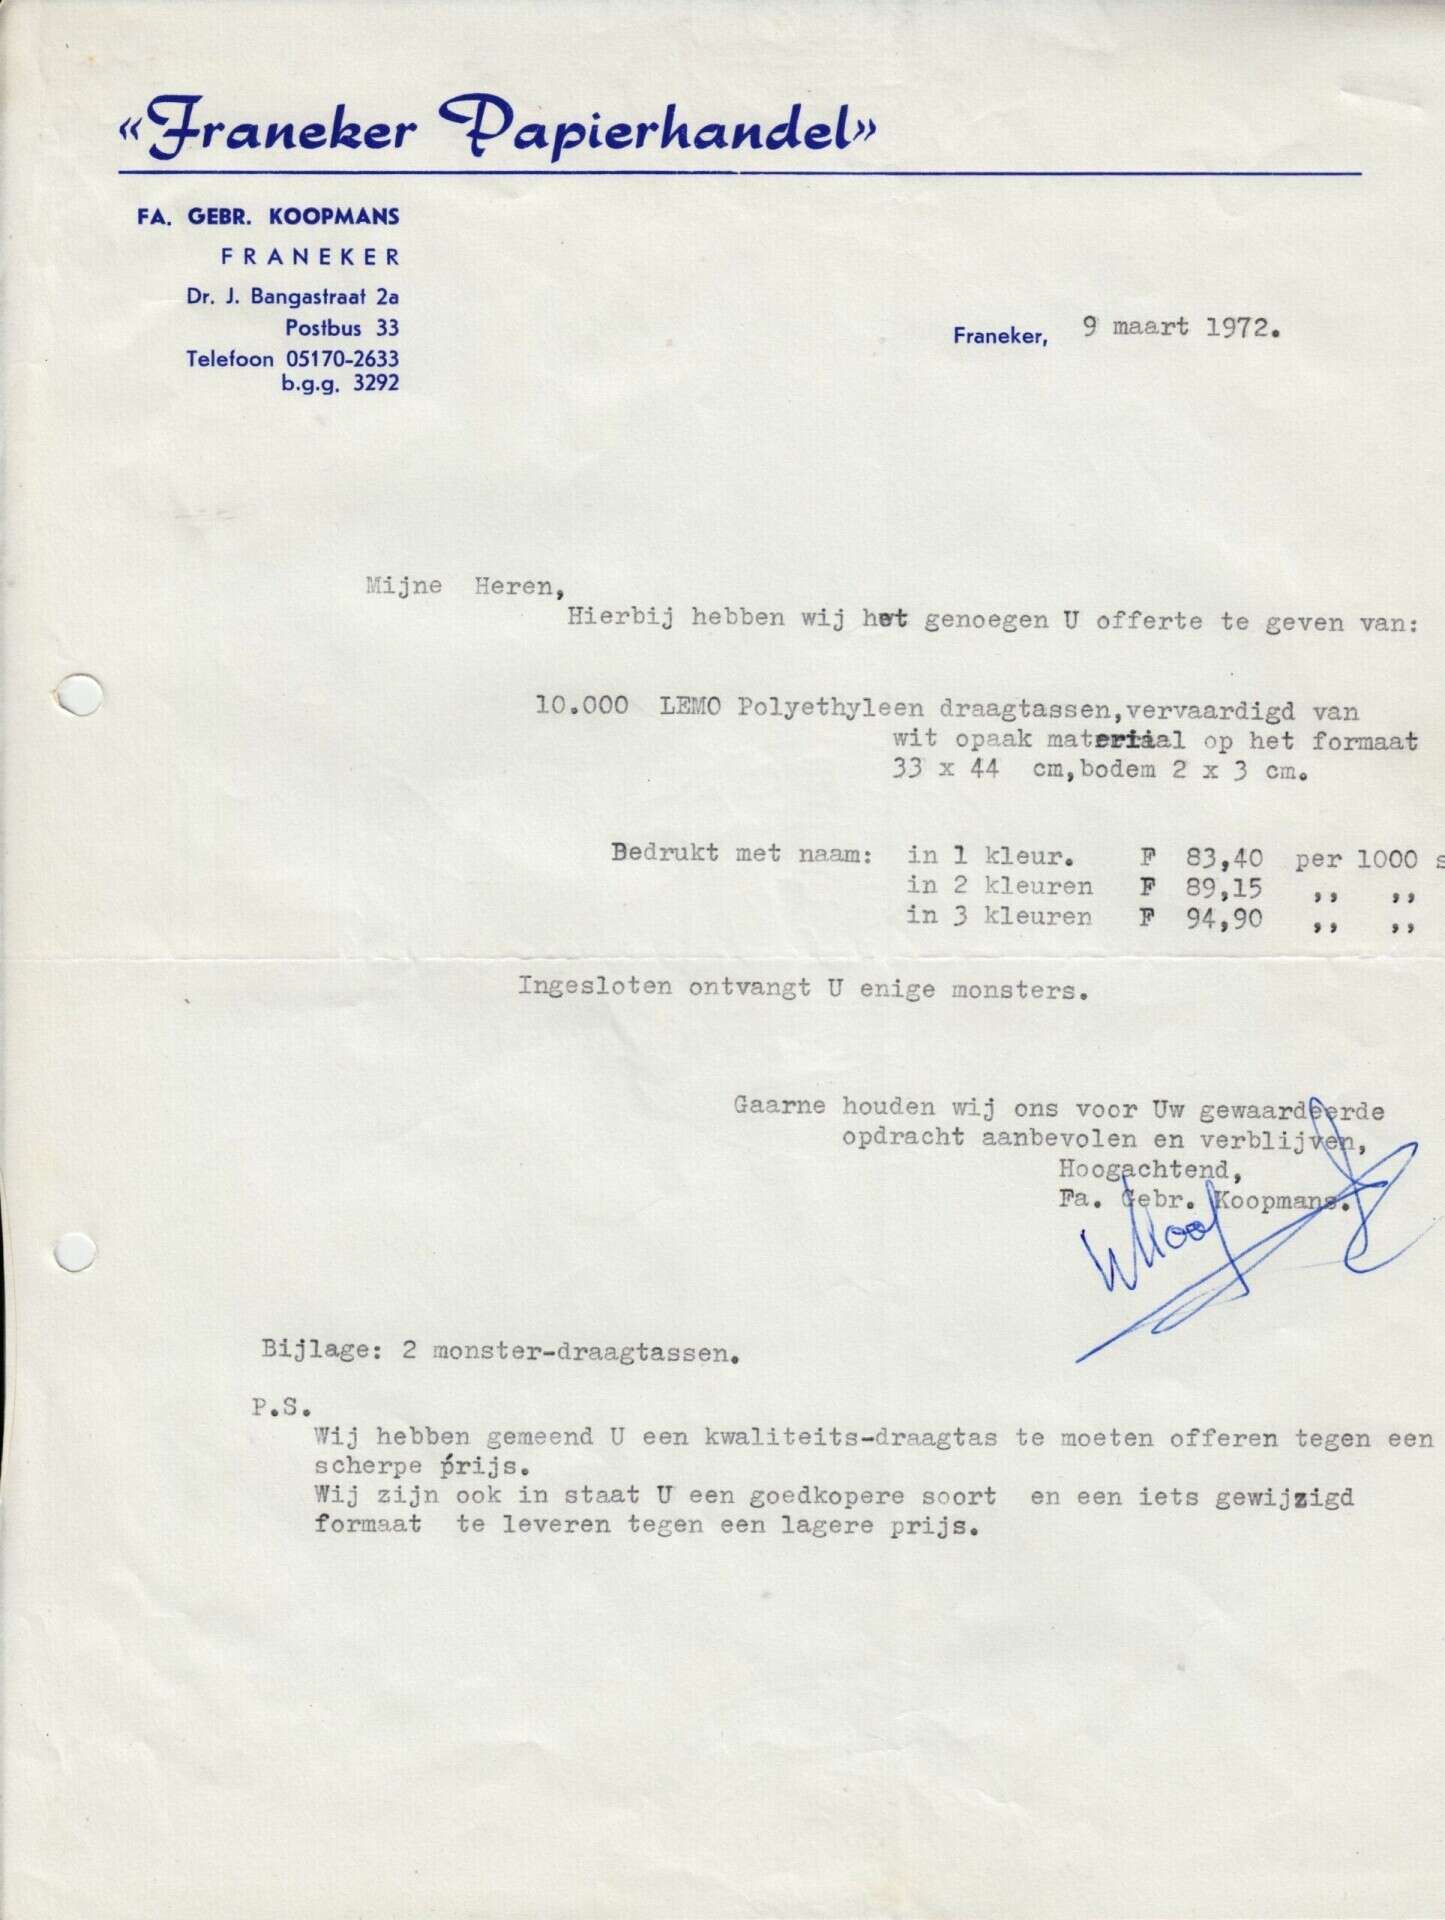 «Franeker Papierhandel»
FA. GEBR. KOOPMANS
FRANEKER
Dr. J. Bangastraat 2a
Postbus 33
Telefoon 05170-2633
b.g.g. 3292
Franeker, 9 maart 1972.
Mijne Heren,
Hierbij hebben wij het genoegen U offerte te geven van:
10.000 LEMO Polyethyleen draagtassen,vervaardigd van
wit opaak materiaal op het formaat
33 x 44 cm,bodem 2 x 3 cm.
Bedrukt met naam: in 1 kleur. F 83,40 per 1000 s
in 2 kleuren F 89,15 ,, ,,
in 3 kleuren F 94,90 ,, ,,
Ingesloten ontvangt U enige monsters.
Gaarne houden wij ons voor Uw gewaardeerde
opdracht aanbevolen en verblijven,
Hoogachtend,
Fa. Gebr. Koopmans.
Bijlage: 2 monster-draagtassen.
P.S.
Wij hebben gemeend U een kwaliteits-draagtas te moeten offeren tegen een
scherpe prijs.
Wij zijn ook in staat U een goedkopere soort en een iets gewijzigd
formaat te leveren tegen een lagere prijs.